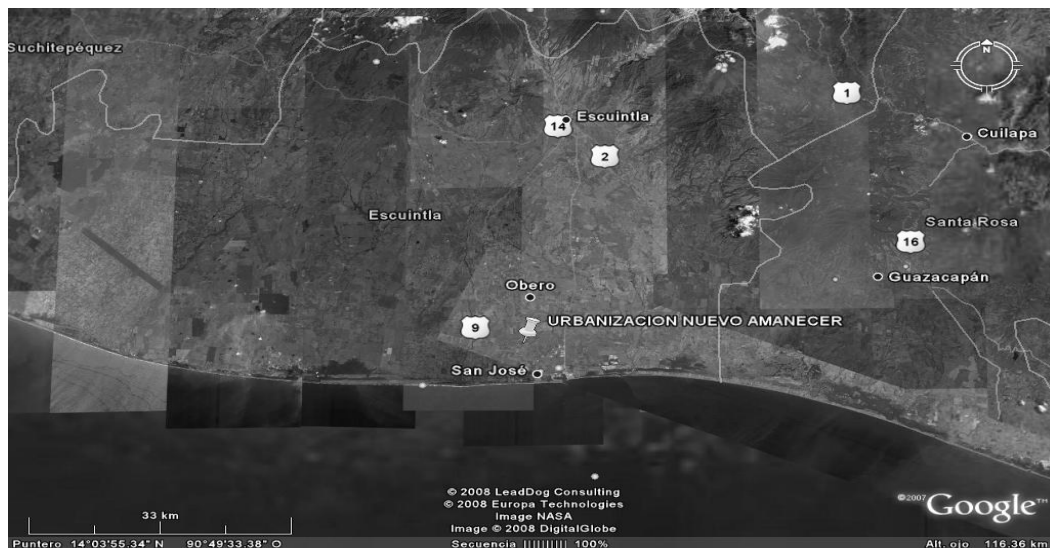 Suchitepéquez
1
14
Escuintla
Cuilapa
2
Escuintla
Santa Rosa
16
Guazacapán
Obero
9
URBANIZACION NUEVO AMANECER
San José
N
© 2008 LeadDog Consulting
© 2008 Europa Technologies
Image NASA
Image © 2008 DigitalGlobe
©2007 Google™
33 km
Puntero 14°03'55.34" N 90°49'33.38" O
Secuencia |||||||||| 100%
Alt. ojo 116.36 km